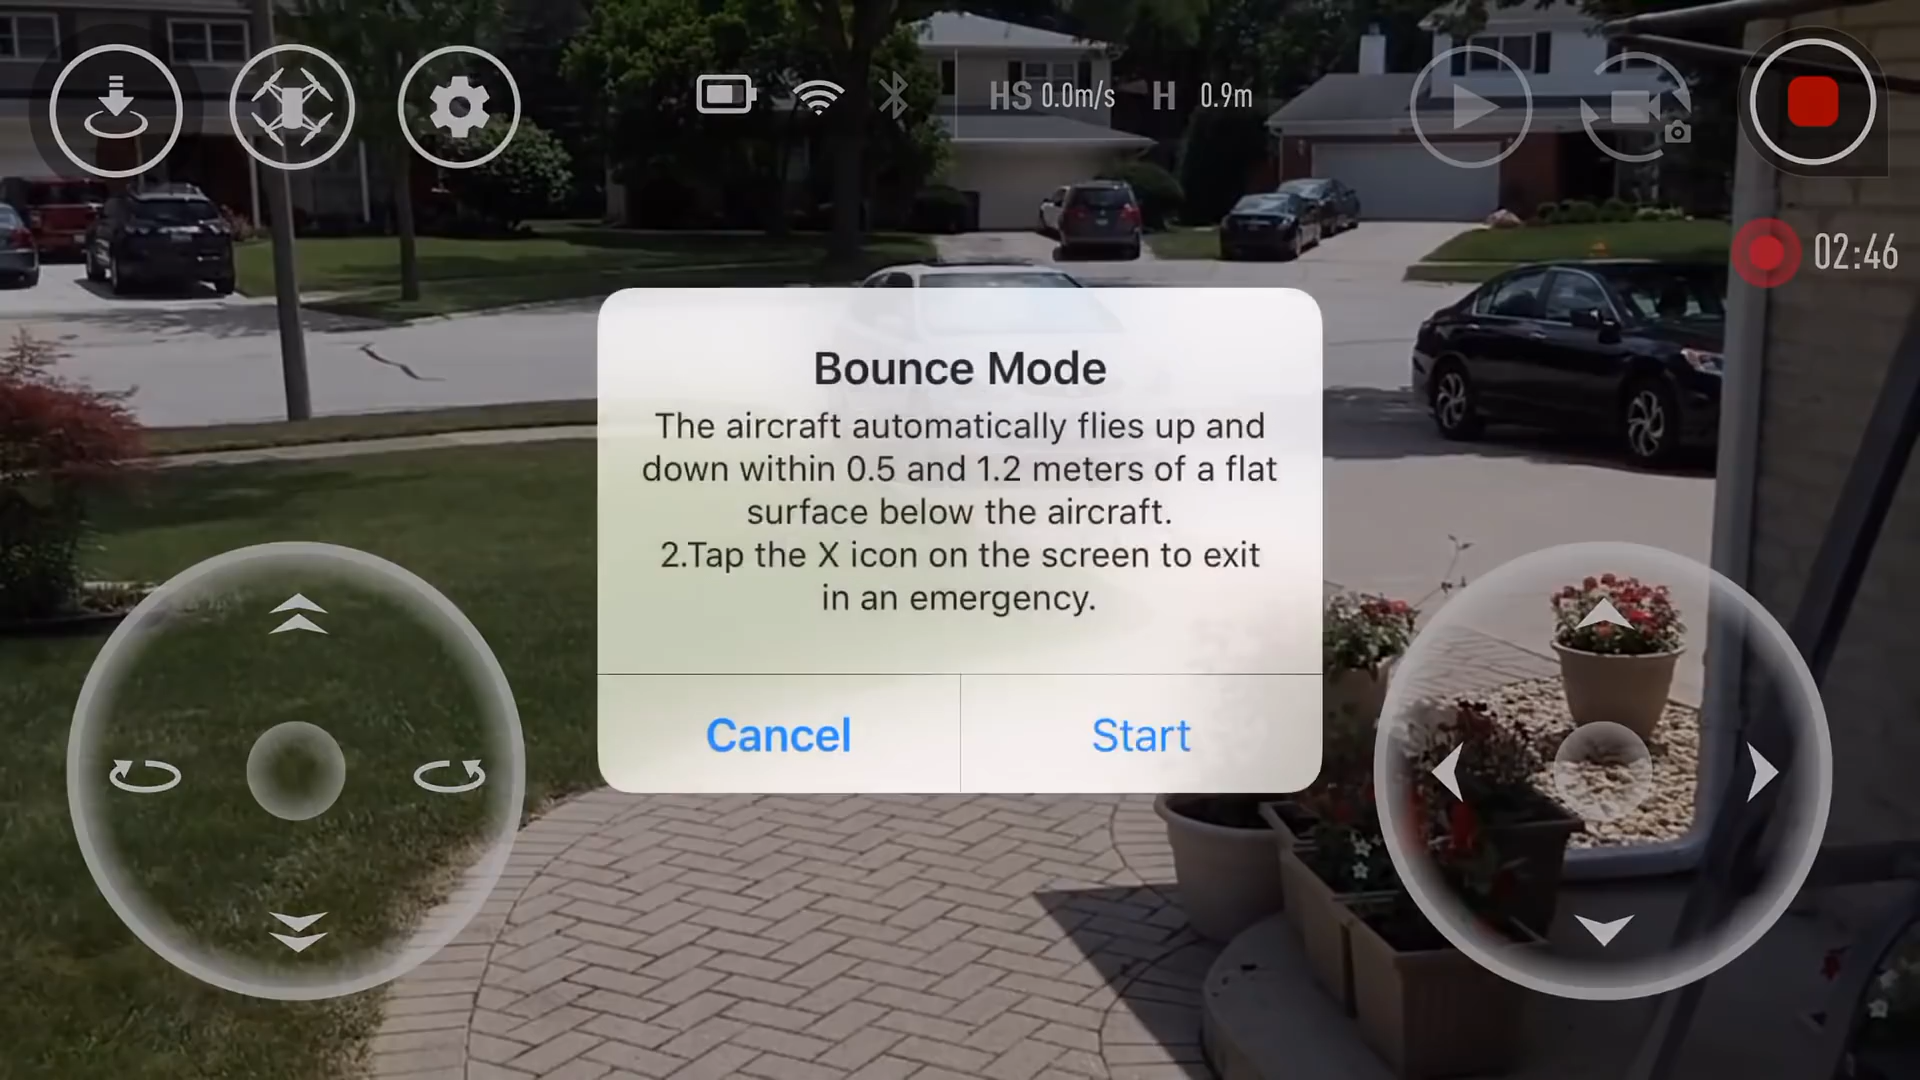 HS 0.0m/s H 0.9m
02:46
Bounce Mode
The aircraft automatically flies up and
down within 0.5 and 1.2 meters of a flat
surface below the aircraft.
2.Tap the X icon on the screen to exit
in an emergency.
Cancel Start